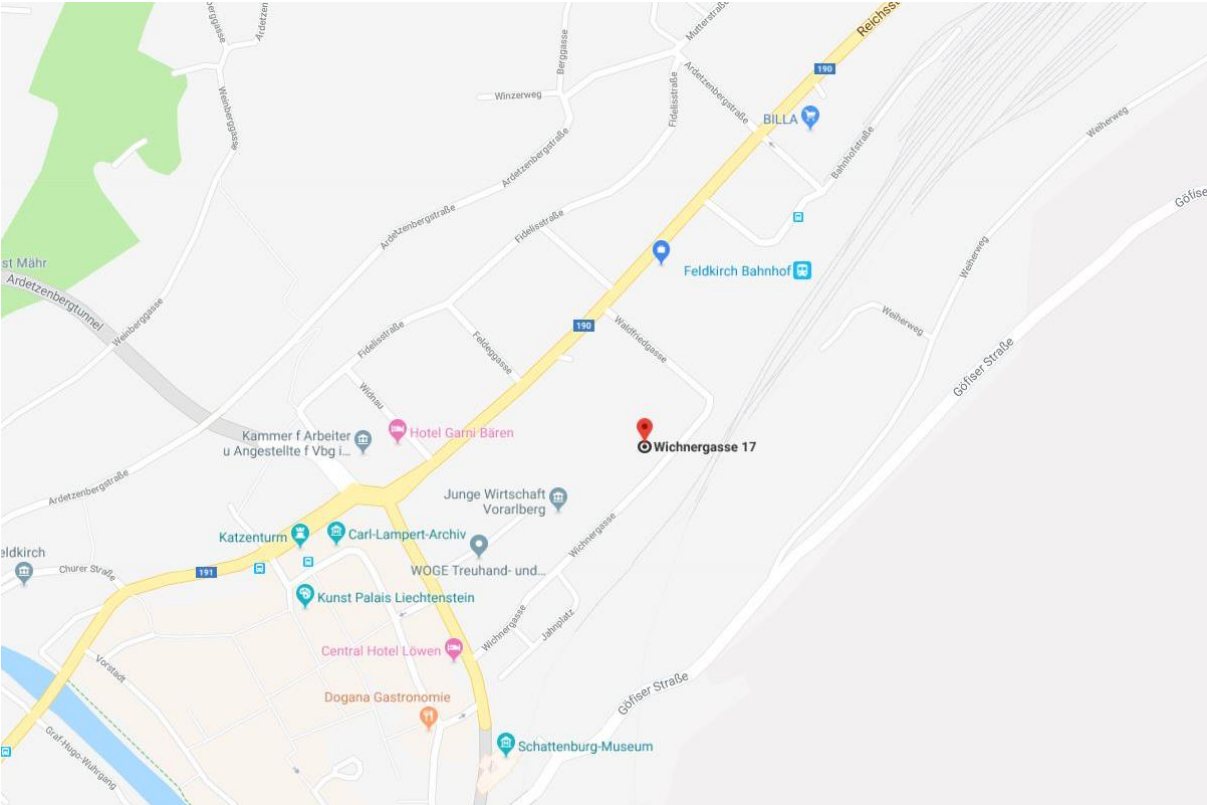 Ardetzen
erggasse
Berggasse
Mutterstraße
Reichsst
190
Ardetzenbergstraße
Fidelisstraße
Weinberggasse
Winzerweg
BILLA
Weiherweg
Bahnhofstraße
Ardetzenbergstraße
Göfise
Ardetzenbergstraße
Fidelisstraße
Weiherweg
st Mähr
Feldkirch Bahnhof
Ardetzenbergtunnel
Weinberggasse
190
Waldfriedgasse
Weiherweg
Fidelisstraße
Feldeggasse
Göfiser Straße
Widnau
Hotel Garni Bären
Kammer f Arbeiter
u Angestellte f Vbg i...
Wichnergasse 17
Ardetzenbergstraße
Junge Wirtschaft
Vorarlberg
Katzenturm
Carl-Lampert-Archiv
Wichnergasse
eldkirch
Churer Straße
191
WOGE Treuhand- und...
Kunst Palais Liechtenstein
Wichnergasse
Jahnplatz
Central Hotel Löwen
Vorstadt
Göfiser Straße
Dogana Gastronomie
Graf-Hugo-Wuhrgang
Schattenburg-Museum